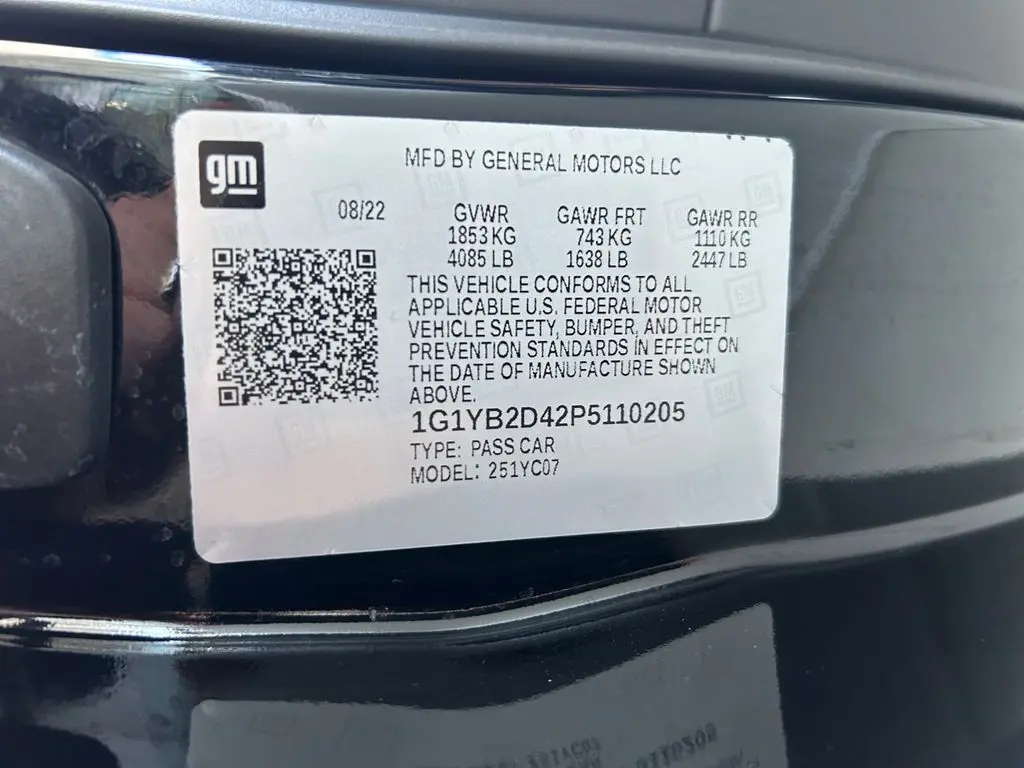 gm
MFD BY GENERAL MOTORS LLC
08/22
GVWR GAWR FRT GAWR RR
1853 KG 743 KG 1110 KG
4085 LB 1638 LB 2447 LB
THIS VEHICLE CONFORMS TO ALL
APPLICABLE U.S. FEDERAL MOTOR
VEHICLE SAFETY, BUMPER, AND THEFT
PREVENTION STANDARDS IN EFFECT ON
THE DATE OF MANUFACTURE SHOWN
ABOVE.
1G1YB2D42P5110205
TYPE: PASS CAR
MODEL: 251YC07